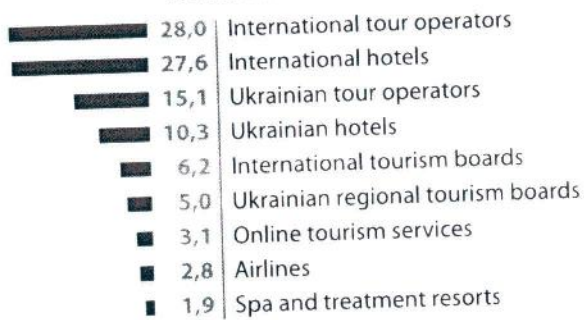 28,0 International tour operators
27,6 International hotels
15,1 Ukrainian tour operators
10,3 Ukrainian hotels
6,2 International tourism boards
5,0 Ukrainian regional tourism boards
3,1 Online tourism services
2,8 Airlines
1,9 Spa and treatment resorts